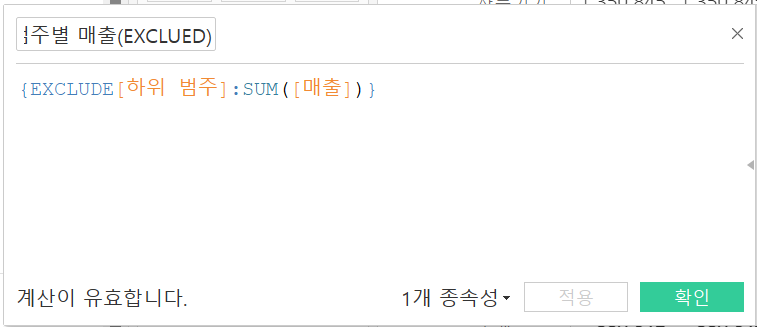 범주별 매출(EXCLUED)
{EXCLUDE[하위 범주]:SUM([매출])}
계산이 유효합니다.
1개 종속성
적용
확인